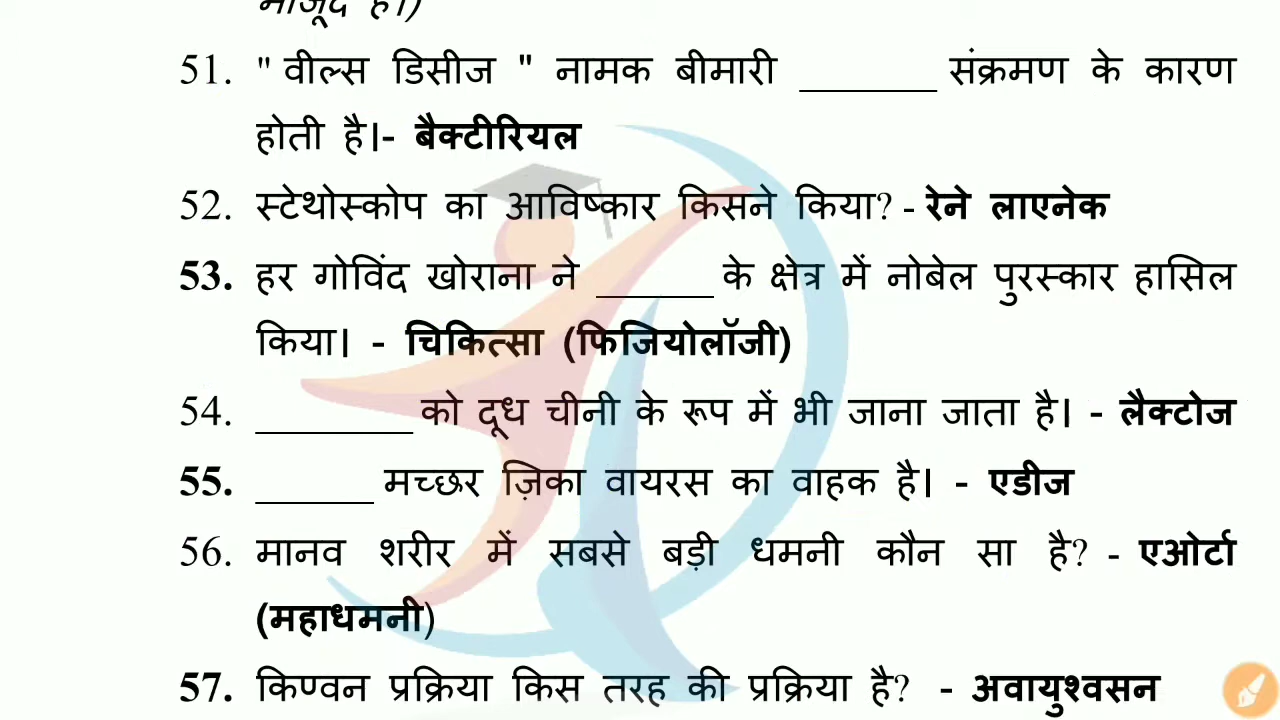 मौजूद है।)
51. " वील्स डिसीज " नामक बीमारी _______ संक्रमण के कारण
होती है।- बैक्टीरियल
52. स्टेथोस्कोप का आविष्कार किसने किया? - रेने लाएनेक
53. हर गोविंद खोराना ने ______ के क्षेत्र में नोबेल पुरस्कार हासिल
किया। - चिकित्सा (फिजियोलॉजी)
54. ________ को दूध चीनी के रूप में भी जाना जाता है। - लैक्टोज
55. ______ मच्छर ज़िका वायरस का वाहक है। - एडीज
56. मानव शरीर में सबसे बड़ी धमनी कौन सा है? - एओर्टा
(महाधमनी)
57. किण्वन प्रक्रिया किस तरह की प्रक्रिया है? - अवायुश्वसन